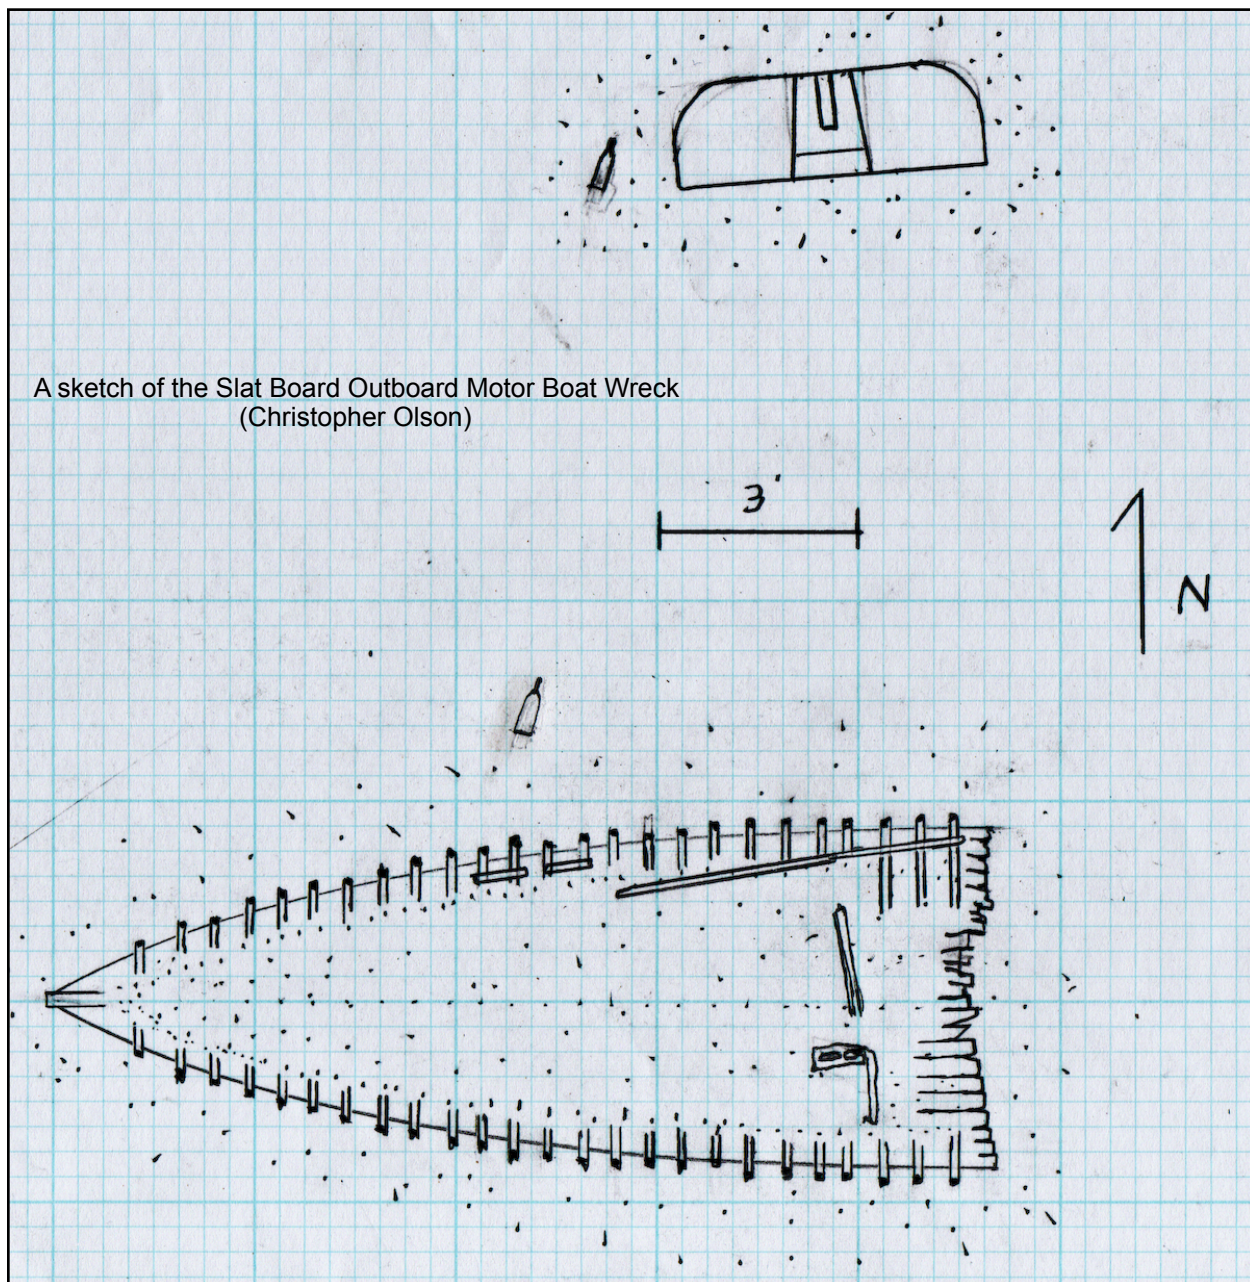 A sketch of the Slat Board Outboard Motor Boat Wreck
(Christopher Olson)
3'
N